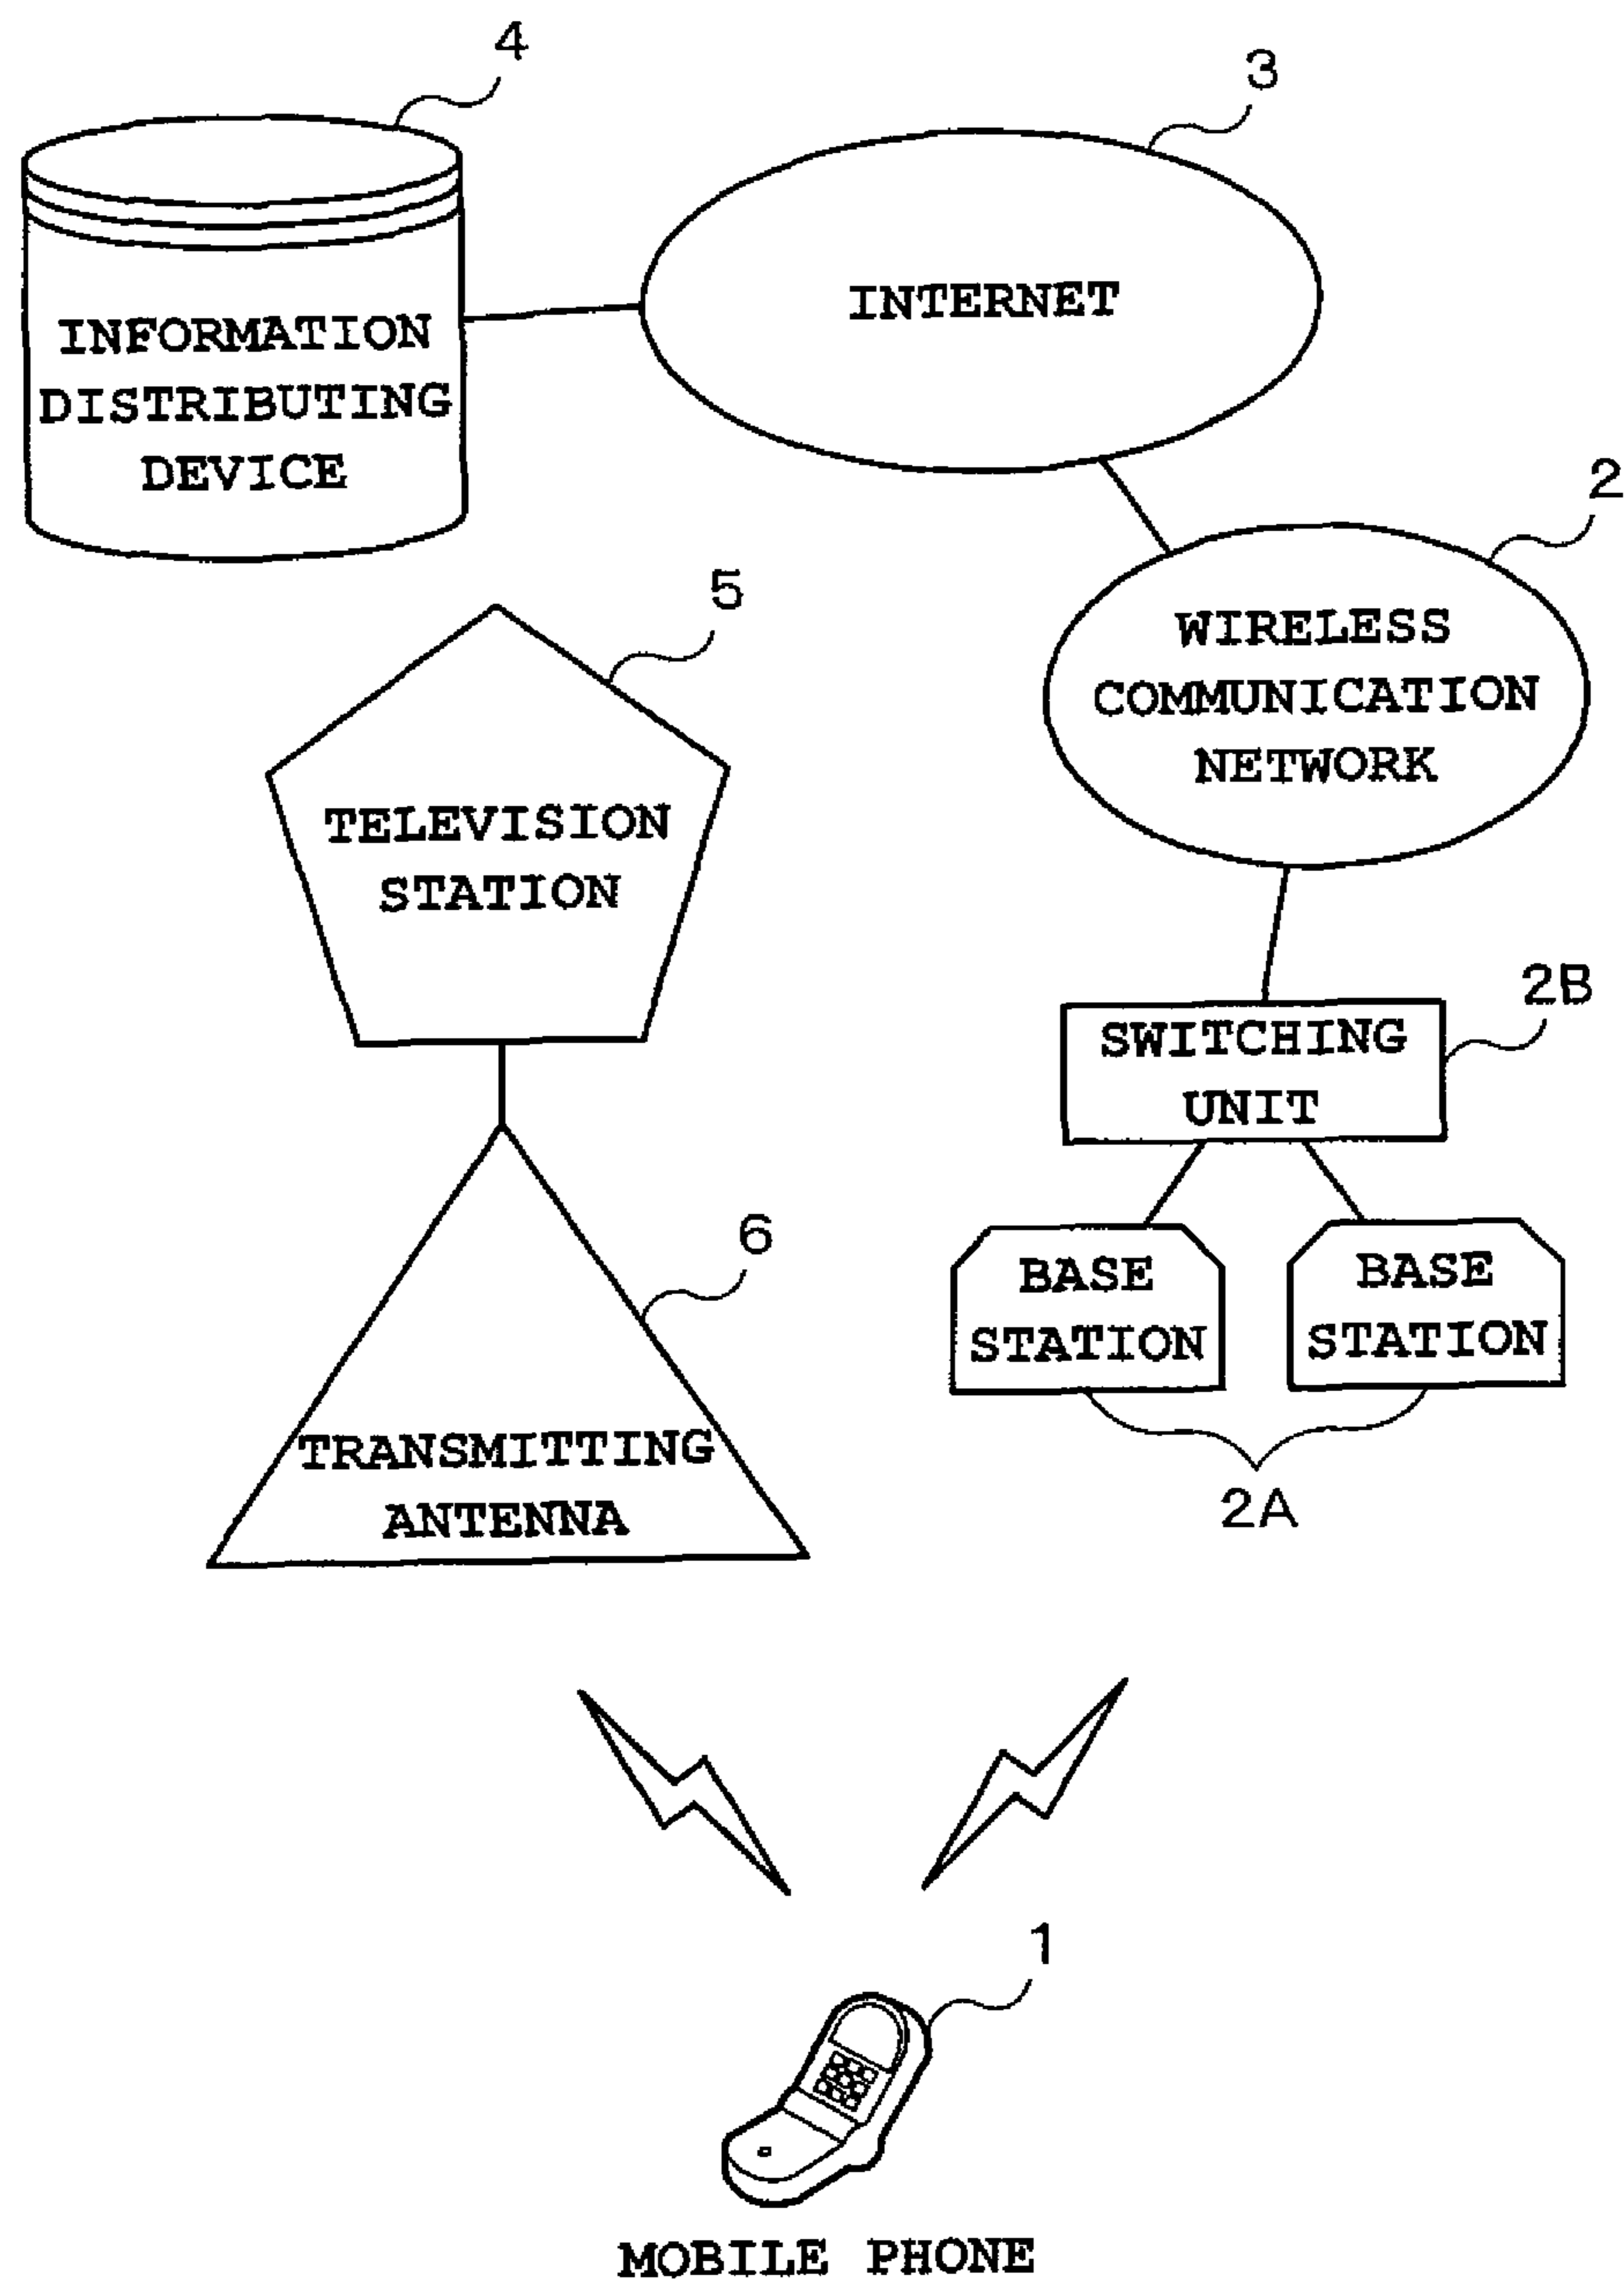 4
3
INTERNET
INFORMATION
DISTRIBUTING
DEVICE
2
WIRELESS
COMMUNICATION
NETWORK
5
TELEVISION
STATION
2B
SWITCHING
UNIT
6
BASE
STATION
BASE
STATION
TRANSMITTING
ANTENNA
2A
1
MOBILE PHONE